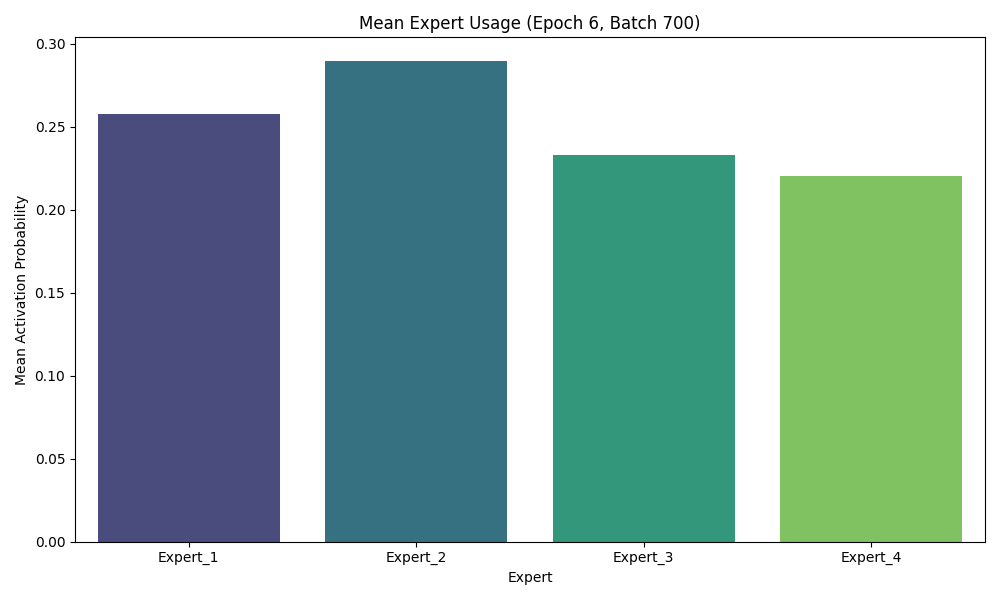 Mean Expert Usage (Epoch 6, Batch 700)
Mean Activation Probability
0.30
0.25
0.20
0.15
0.10
0.05
0.00
Expert_1 Expert_2 Expert_3 Expert_4
Expert